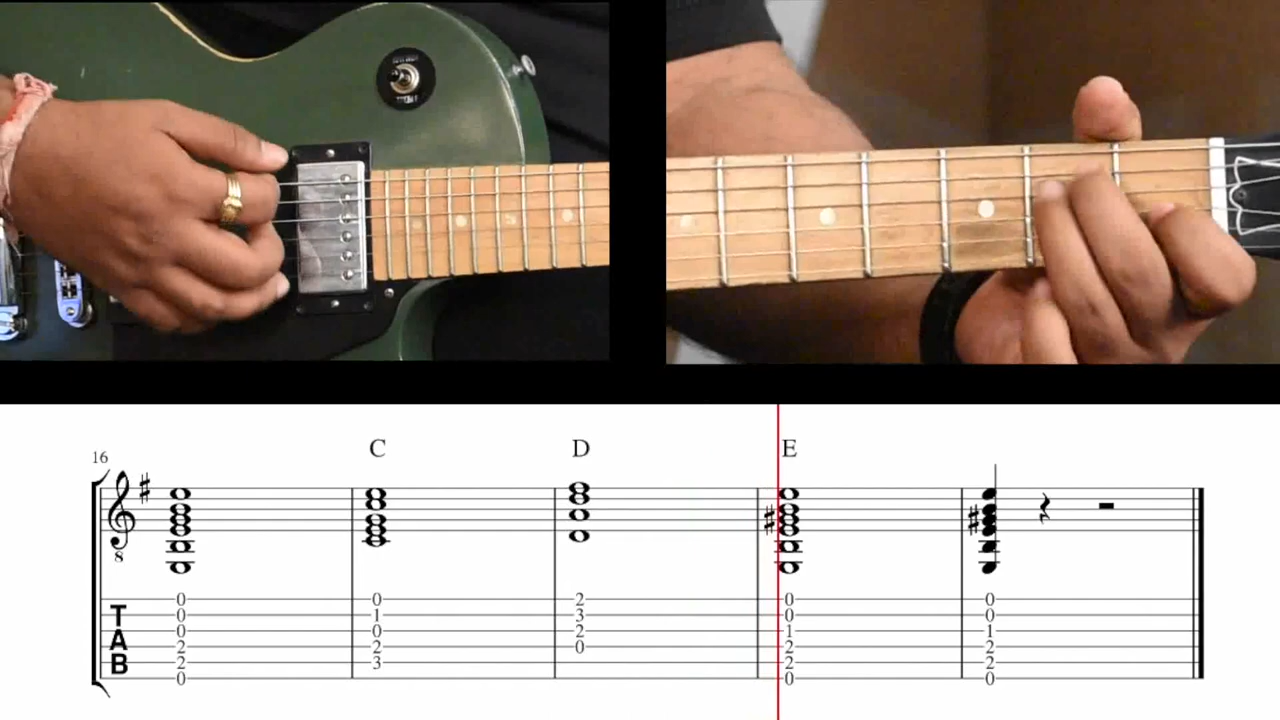 C D E
16
8
0 0 2 0 0
0 1 3 0 0
T 0 0 2 1 1
A 2 2 0 2 2
B 2 3 2 2
0 0 0